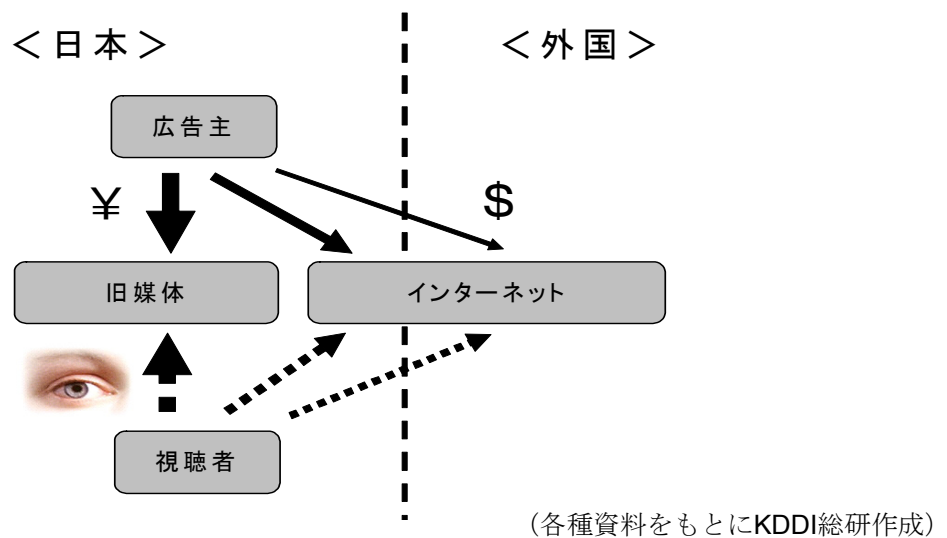 ＜日本＞
＜外国＞
広告主
¥
$
旧媒体
インターネット
視聴者
（各種資料をもとにKDDI総研作成）